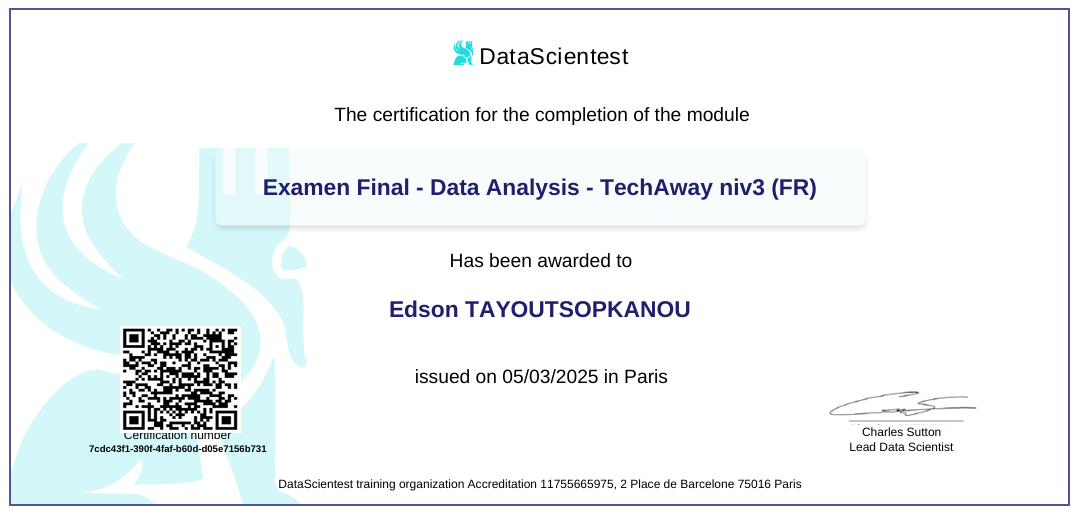 DataScientest
The certification for the completion of the module
Examen Final - Data Analysis - TechAway niv3 (FR)
Has been awarded to
Edson TAYOUTSOPKANOU
issued on 05/03/2025 in Paris
Certification number
7cdc43f1-390f-4faf-b60d-d05e7156b731
Charles Sutton
Lead Data Scientist
DataScientest training organization Accreditation 11755665975, 2 Place de Barcelone 75016 Paris